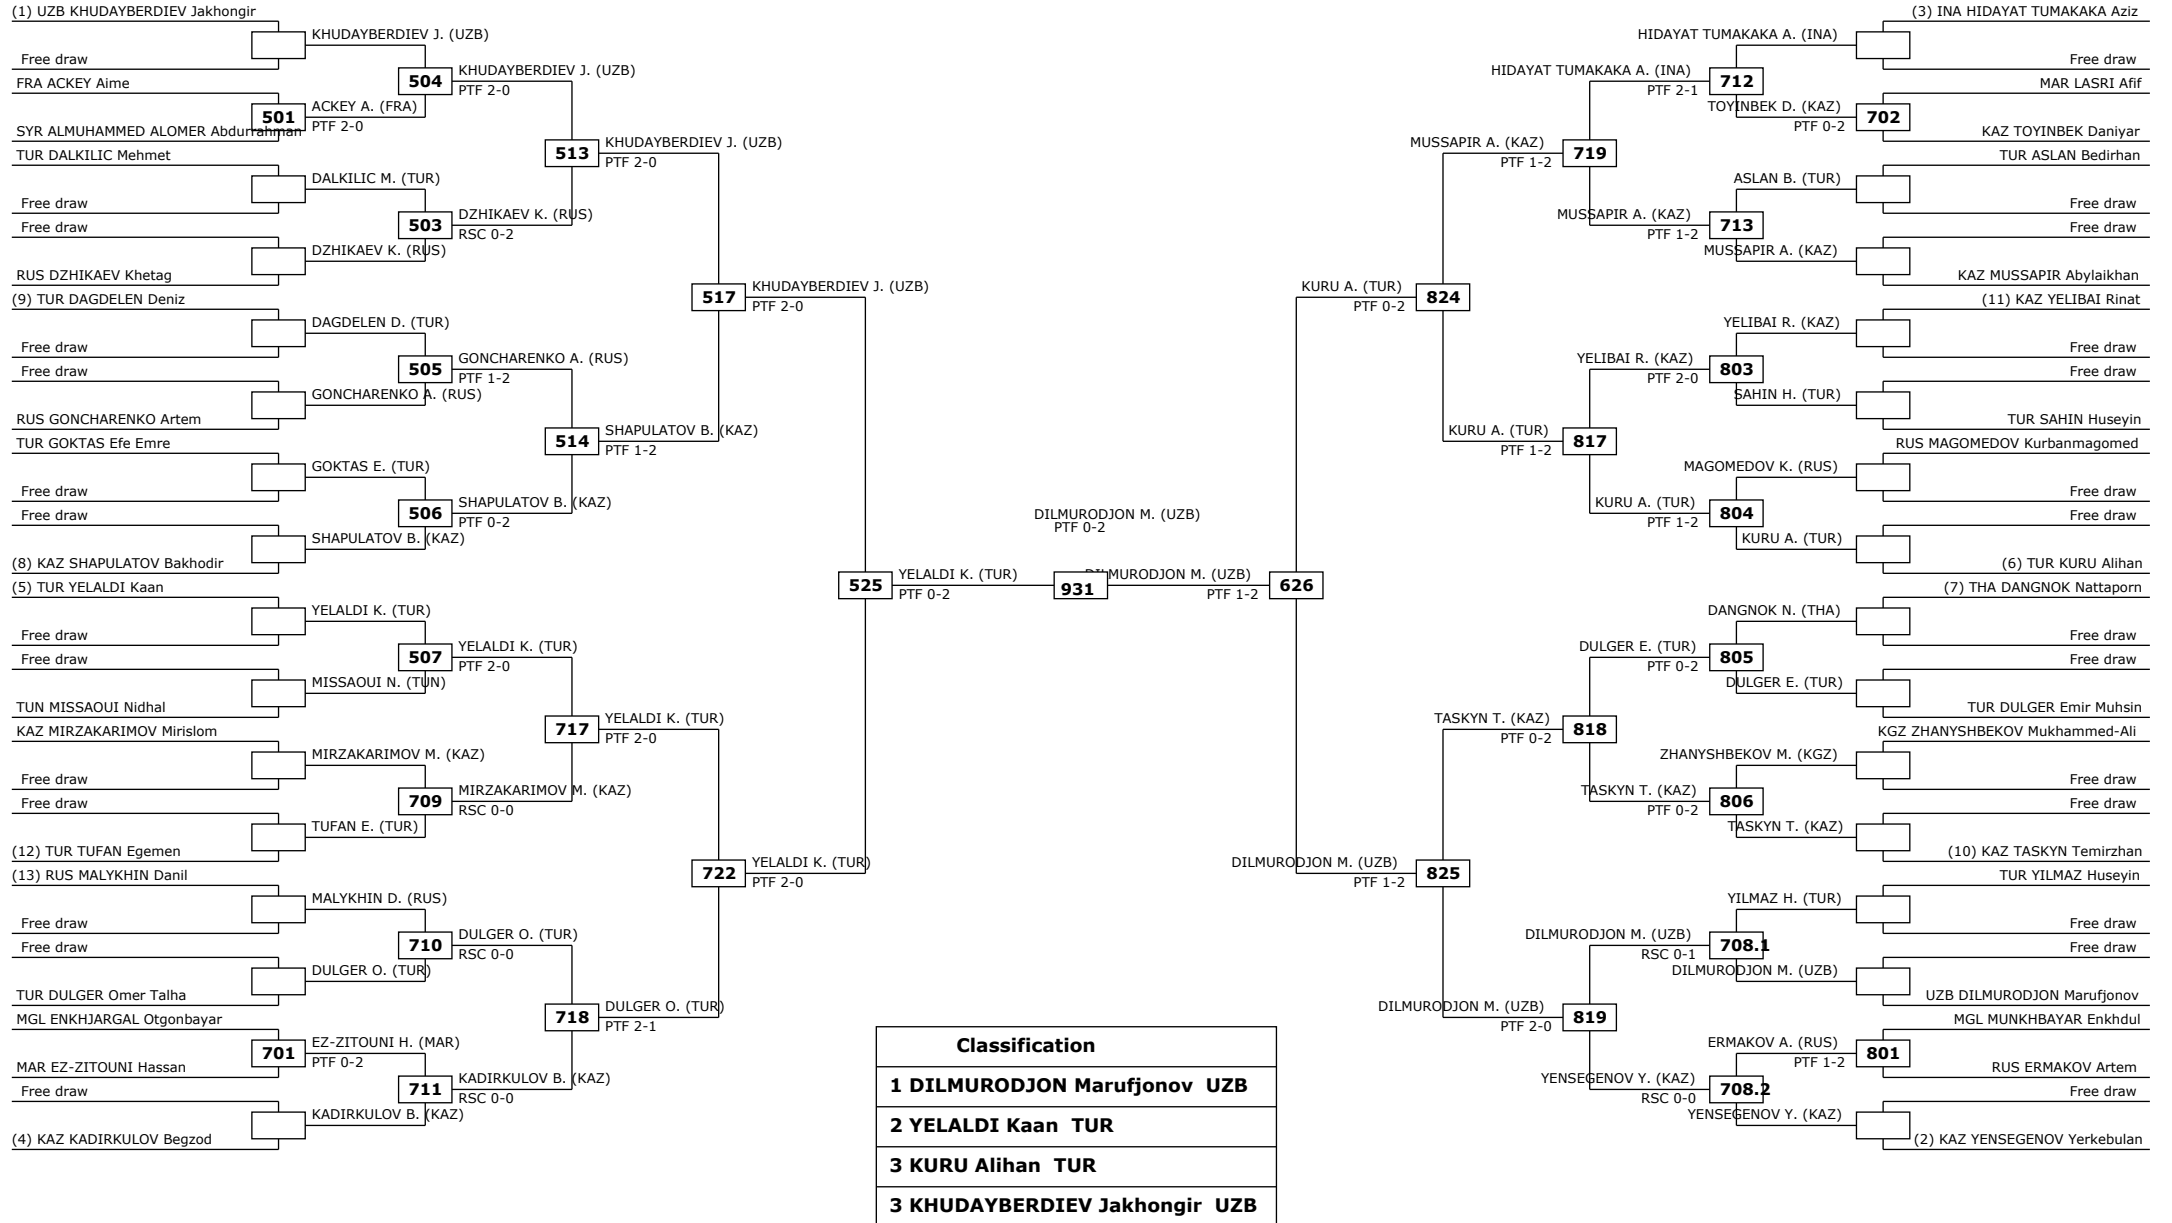 (1) UZB KHUDAYBERDIEV Jakhongir
Free draw
FRA ACKEY Aime
SYR ALMUHAMMED ALOMER Abdurrahman
TUR DALKILIC Mehmet
Free draw
Free draw
RUS DZHIKAEV Khetag
(9) TUR DAGDELEN Deniz
Free draw
Free draw
RUS GONCHARENKO Artem
TUR GOKTAS Efe Emre
Free draw
Free draw
(8) KAZ SHAPULATOV Bakhodir
(5) TUR YELALDI Kaan
Free draw
Free draw
TUN MISSAOUI Nidhal
KAZ MIRZAKARIMOV Mirislom
Free draw
Free draw
(12) TUR TUFAN Egemen
(13) RUS MALYKHIN Danil
Free draw
Free draw
TUR DULGER Omer Talha
MGL ENKHJARGAL Otgonbayar
MAR EZ-ZITOUNI Hassan
Free draw
(4) KAZ KADIRKULOV Begzod
KHUDAYBERDIEV J. (UZB)
501
ACKEY A. (FRA)
PTF 2-0
DALKILIC M. (TUR)
DZHIKAEV K. (RUS)
DAGDELEN D. (TUR)
GONCHARENKO A. (RUS)
GOKTAS E. (TUR)
SHAPULATOV B. (KAZ)
YELALDI K. (TUR)
MISSAOUI N. (TUN)
MIRZAKARIMOV M. (KAZ)
TUFAN E. (TUR)
MALYKHIN D. (RUS)
DULGER O. (TUR)
701
EZ-ZITOUNI H. (MAR)
PTF 0-2
KADIRKULOV B. (KAZ)
504
KHUDAYBERDIEV J. (UZB)
PTF 2-0
503
DZHIKAEV K. (RUS)
RSC 0-2
505
GONCHARENKO A. (RUS)
PTF 1-2
506
SHAPULATOV B. (KAZ)
PTF 0-2
507
YELALDI K. (TUR)
PTF 2-0
709
MIRZAKARIMOV M. (KAZ)
RSC 0-0
710
DULGER O. (TUR)
RSC 0-0
711
KADIRKULOV B. (KAZ)
RSC 0-0
513
KHUDAYBERDIEV J. (UZB)
PTF 2-0
514
SHAPULATOV B. (KAZ)
PTF 1-2
717
YELALDI K. (TUR)
PTF 2-0
718
DULGER O. (TUR)
PTF 2-1
517
KHUDAYBERDIEV J. (UZB)
PTF 2-0
722
YELALDI K. (TUR)
PTF 2-0
525
YELALDI K. (TUR)
PTF 0-2
DILMURODJON M. (UZB)
PTF 0-2
931
DILMURODJON M. (UZB)
PTF 1-2
626
KURU A. (TUR)
PTF 0-2
824
DILMURODJON M. (UZB)
PTF 1-2
825
MUSSAPIR A. (KAZ)
PTF 1-2
719
KURU A. (TUR)
PTF 1-2
817
TASKYN T. (KAZ)
PTF 0-2
818
DILMURODJON M. (UZB)
PTF 2-0
819
HIDAYAT TUMAKAKA A. (INA)
PTF 2-1
712
MUSSAPIR A. (KAZ)
PTF 1-2
713
YELIBAI R. (KAZ)
PTF 2-0
803
KURU A. (TUR)
PTF 1-2
804
DULGER E. (TUR)
PTF 0-2
805
TASKYN T. (KAZ)
PTF 0-2
806
DILMURODJON M. (UZB)
RSC 0-1
708.1
YENSEGENOV Y. (KAZ)
RSC 0-0
708.2
HIDAYAT TUMAKAKA A. (INA)
TOYINBEK D. (KAZ)
PTF 0-2
702
ASLAN B. (TUR)
MUSSAPIR A. (KAZ)
YELIBAI R. (KAZ)
SAHIN H. (TUR)
MAGOMEDOV K. (RUS)
KURU A. (TUR)
DANGNOK N. (THA)
DULGER E. (TUR)
ZHANYSHBEKOV M. (KGZ)
TASKYN T. (KAZ)
YILMAZ H. (TUR)
DILMURODJON M. (UZB)
ERMAKOV A. (RUS)
PTF 1-2
801
YENSEGENOV Y. (KAZ)
(3) INA HIDAYAT TUMAKAKA Aziz
Free draw
MAR LASRI Afif
KAZ TOYINBEK Daniyar
TUR ASLAN Bedirhan
Free draw
Free draw
KAZ MUSSAPIR Abylaikhan
(11) KAZ YELIBAI Rinat
Free draw
Free draw
TUR SAHIN Huseyin
RUS MAGOMEDOV Kurbanmagomed
Free draw
Free draw
(6) TUR KURU Alihan
(7) THA DANGNOK Nattaporn
Free draw
Free draw
TUR DULGER Emir Muhsin
KGZ ZHANYSHBEKOV Mukhammed-Ali
Free draw
Free draw
(10) KAZ TASKYN Temirzhan
TUR YILMAZ Huseyin
Free draw
Free draw
UZB DILMURODJON Marufjonov
MGL MUNKHBAYAR Enkhdul
RUS ERMAKOV Artem
Free draw
(2) KAZ YENSEGENOV Yerkebulan
Classification
1 DILMURODJON Marufjonov UZB
2 YELALDI Kaan TUR
3 KURU Alihan TUR
3 KHUDAYBERDIEV Jakhongir UZB